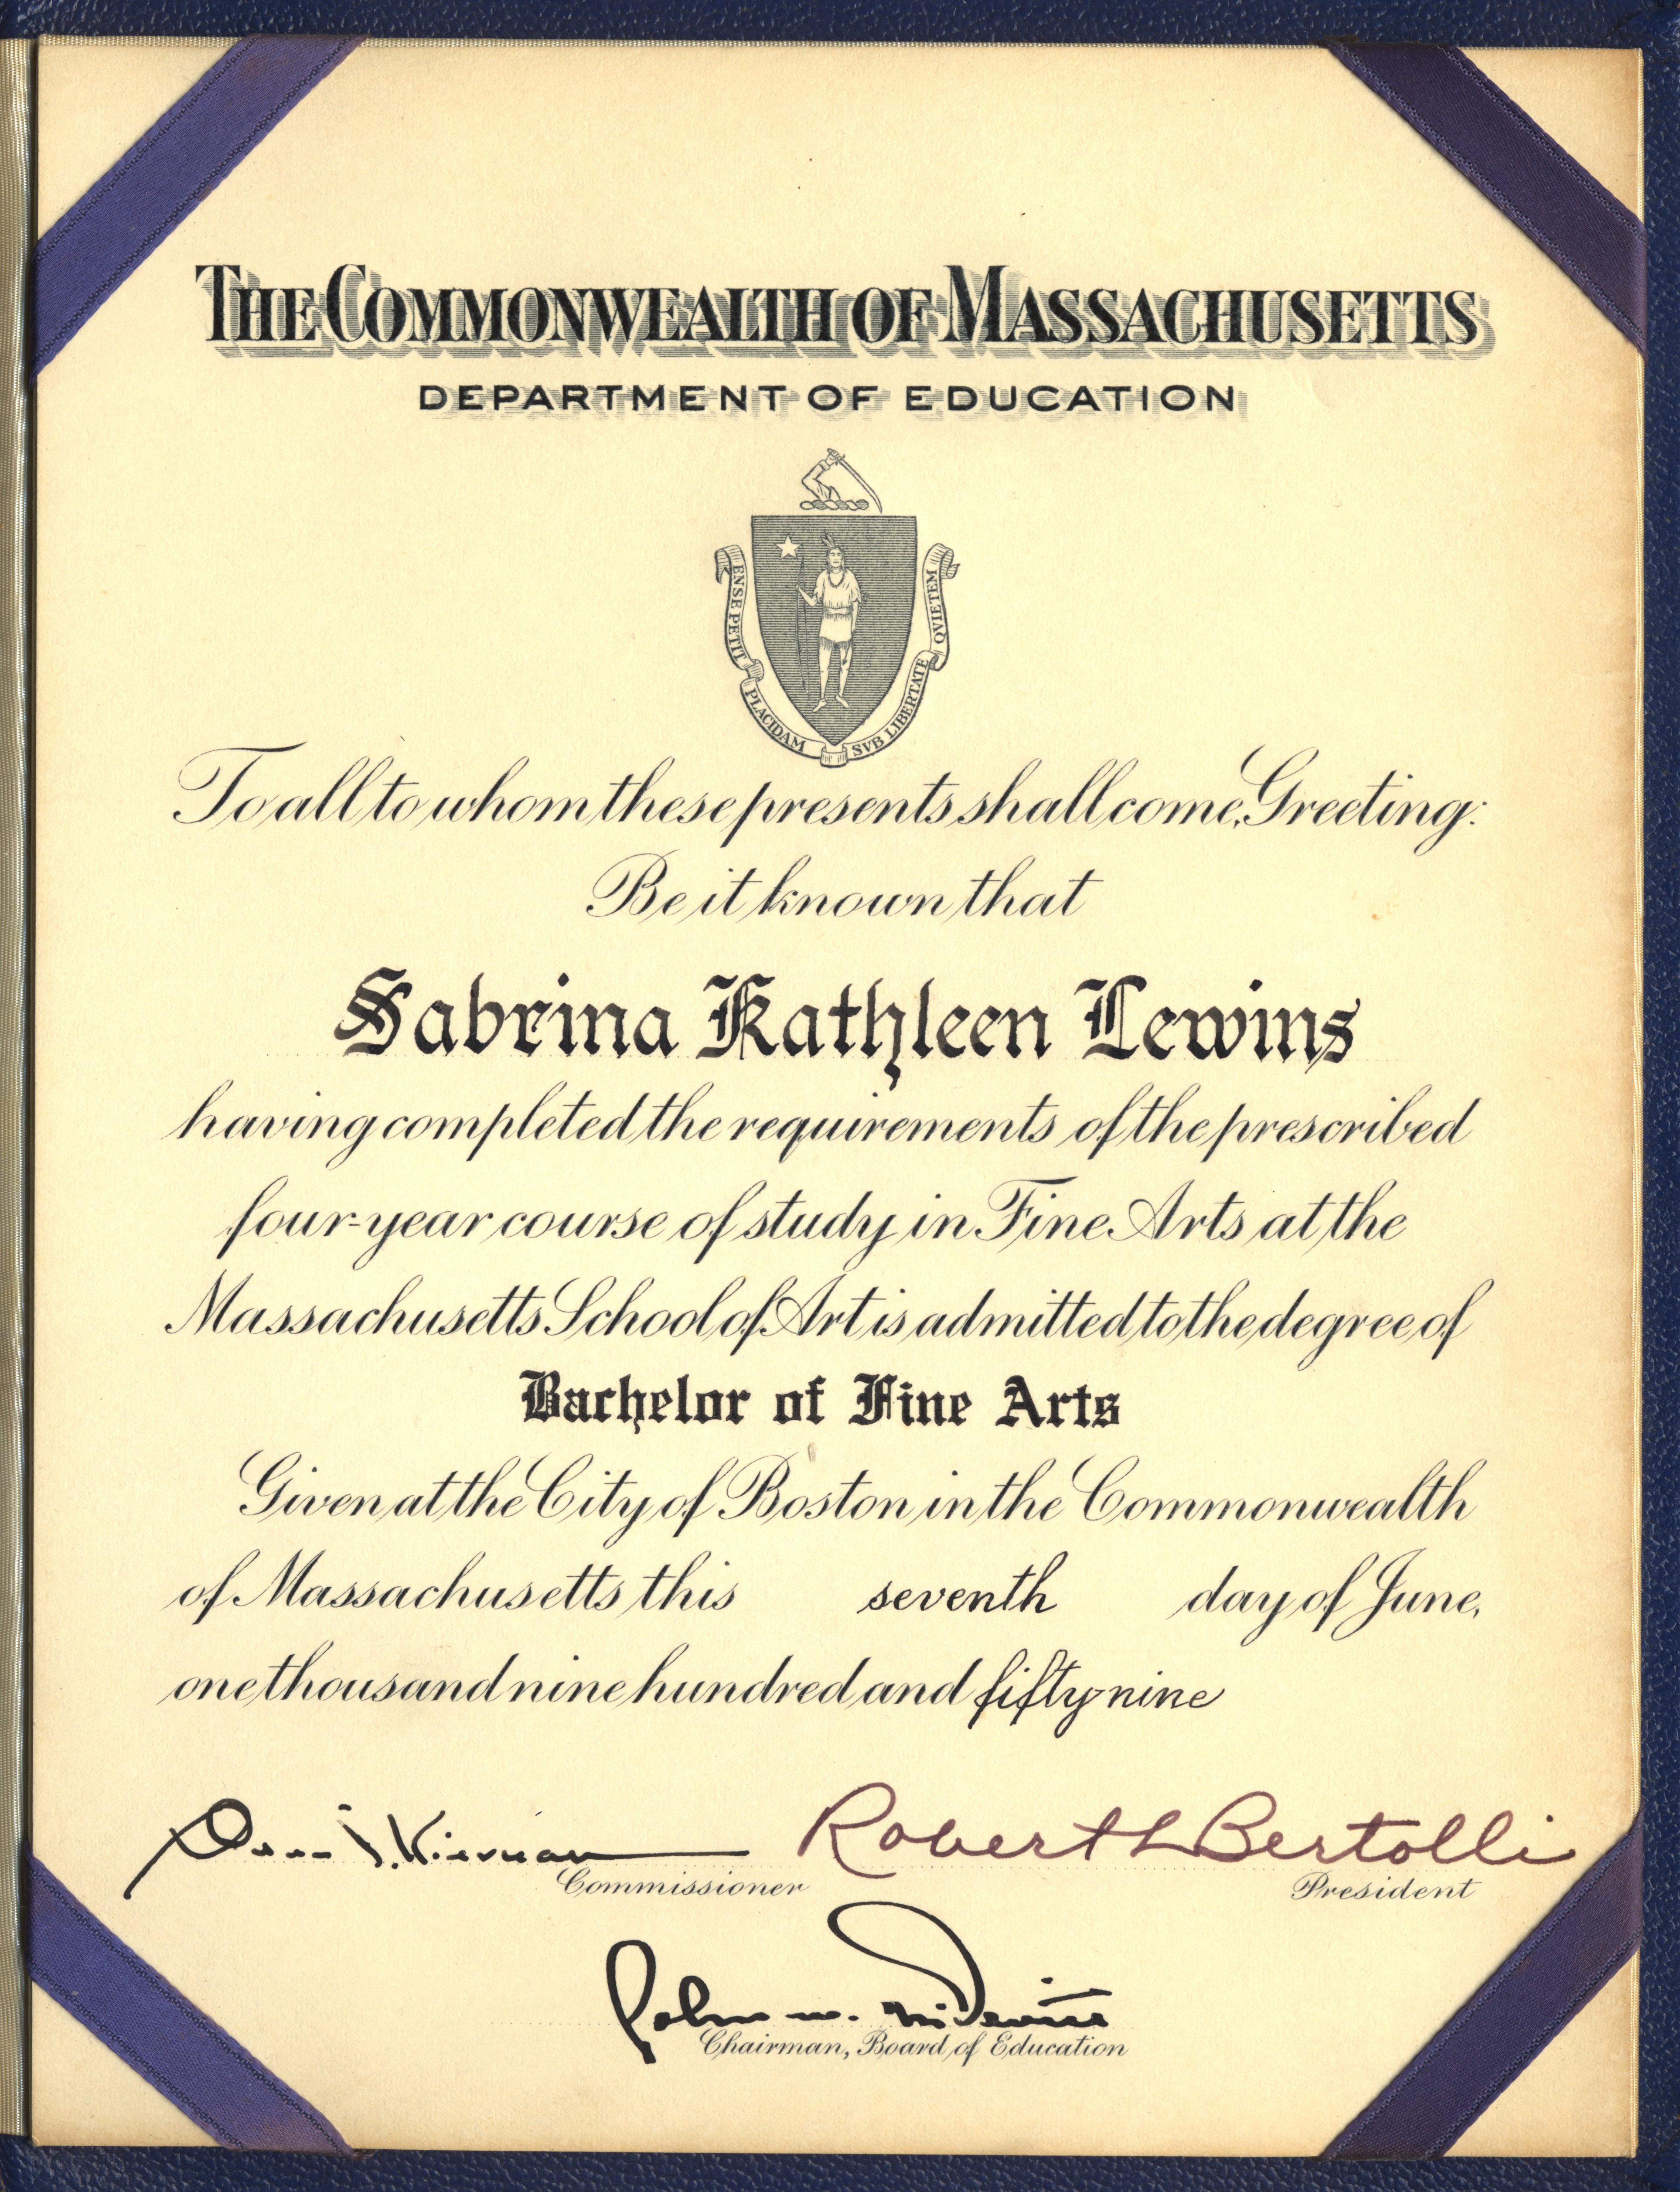 THE COMMONWEALTH OF MASSACHUSETTS
DEPARTMENT OF EDUCATION
ENSE PETIT PLACIDAM SVB LIBERTATE QVIETEM
To all to whom these presents shall come, Greeting:
Be it known that
Sabrina Kathleen Lewins
having completed the requirements of the prescribed
four-year course of study in Fine Arts at the
Massachusetts School of Art is admitted to the degree of
Bachelor of Fine Arts
Given at the City of Boston in the Commonwealth
of Massachusetts this seventh day of June,
one thousand nine hundred and fifty-nine
J. Kiernan Robert L Bertolli
Commissioner President
John W.
Chairman, Board of Education